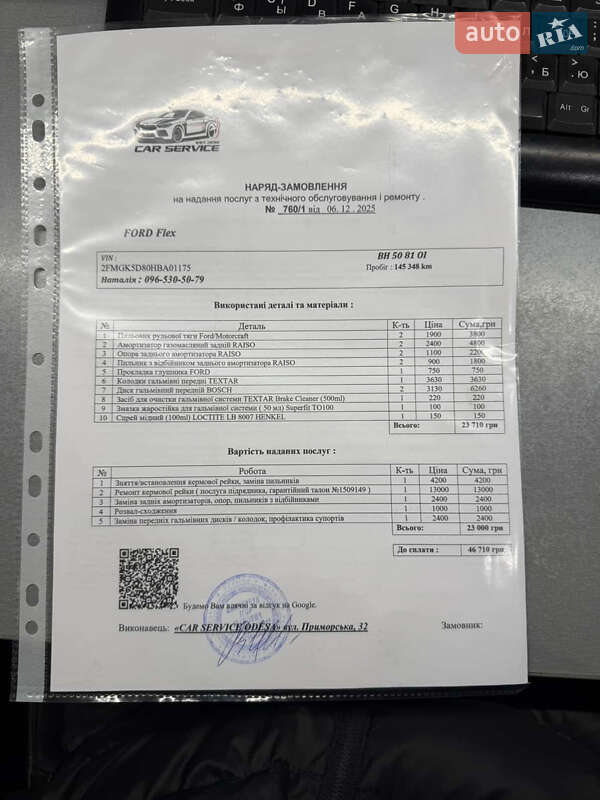 auto RIA .com
Alt Gr
CAR SERVICE
НАРЯД-ЗАМОВЛЕННЯ
на надання послуг з технічного обслуговування і ремонту .
№ 760/1 від 06. 12 . 2025
FORD Flex
VIN :
BH 50 81 OI
2FMGK5D80HBA01175
Пробіг : 145 348 km
Наталія : 096-530-50-79
Використані деталі та матеріали :
№ Деталь К-ть Ціна Сума,грн
1 Пильовик рульової тяги Ford/Motorcraft 2 1900 3800
2 Амортизатор газомасляний задній RAISO 2 2400 4800
3 Опора заднього амортизатора RAISO 2 1100 2200
4 Пильник з відбійником заднього амортизатора RAISO 2 900 1800
5 Прокладка глушника FORD 1 750 750
6 Колодки гальмівні передні TEXTAR 1 3630 3630
7 Диск гальмівний передній BOSCH 2 3130 6260
8 Засіб для очистки гальмівної системи TEXTAR Brake Cleaner (500ml) 1 220 220
9 Змазка жаростійка для гальмівної системи ( 50 мл) Superfit TO100 1 100 100
10 Спрей мідний (100ml) LOCTITE LB 8007 HENKEL 1 150 150
Всього: 23 710 грн
Вартість наданих послуг :
№ Робота К-ть Ціна Сума, грн
1 Зняття/встановлення кермової рейки, заміна пильників 1 4200 4200
2 Ремонт кермової рейки ( послуга підрядника, гарантійний талон №1509149 ) 1 13000 13000
3 Заміна задніх амортизаторів, опор, пильників з відбійниками 1 2400 2400
4 Розвал-сходження 1 1000 1000
5 Заміна передніх гальмівних дисків / колодок, профілактика супортів 1 2400 2400
Всього: 23 000 грн
До сплати : 46 710 грн
Будемо Вам вдячні за відгук на Google.
Виконавець: «CAR SERVICE ODESA» вул. Приморська, 32 Замовник: